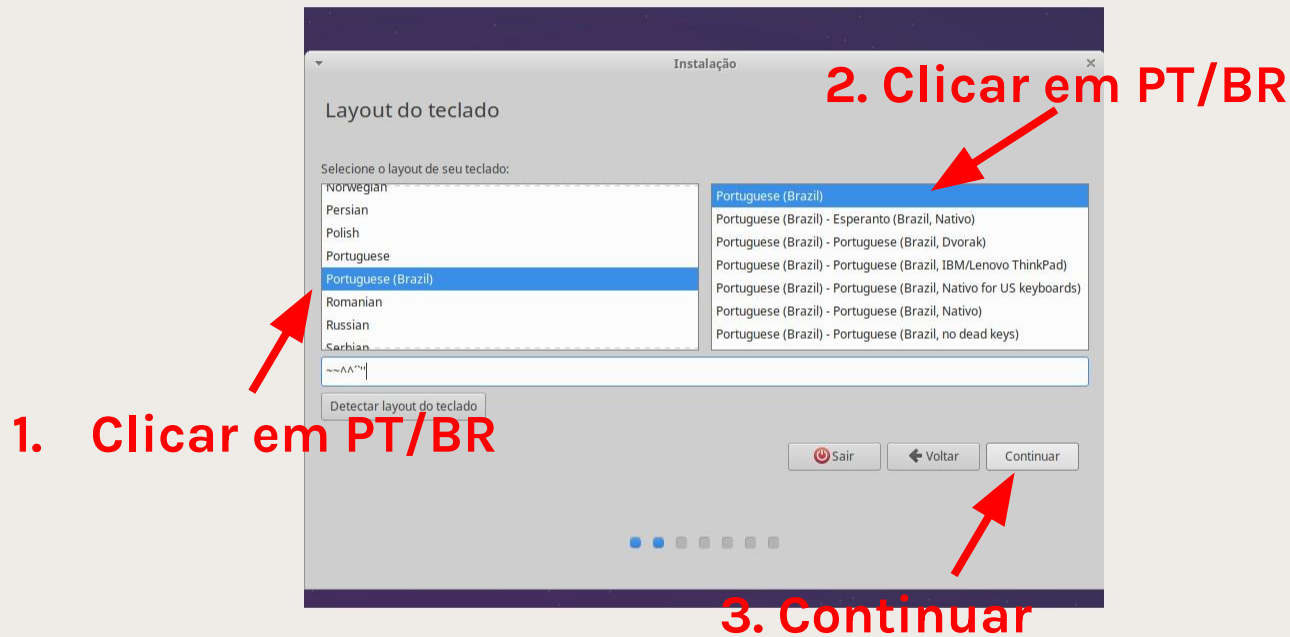 Instalação
2. Clicar em PT/BR
Layout do teclado
Selecione o layout de seu teclado:
Norwegian
Persian
Polish
Portuguese
Portuguese (Brazil)
Romanian
Russian
Serbian
Portuguese (Brazil)
Portuguese (Brazil) - Esperanto (Brazil, Nativo)
Portuguese (Brazil) - Portuguese (Brazil, Dvorak)
Portuguese (Brazil) - Portuguese (Brazil, IBM/Lenovo ThinkPad)
Portuguese (Brazil) - Portuguese (Brazil, Nativo for US keyboards)
Portuguese (Brazil) - Portuguese (Brazil, Nativo)
Portuguese (Brazil) - Portuguese (Brazil, no dead keys)
Detectar layout do teclado
1. Clicar em PT/BR
Sair
Voltar
Continuar
3. Continuar